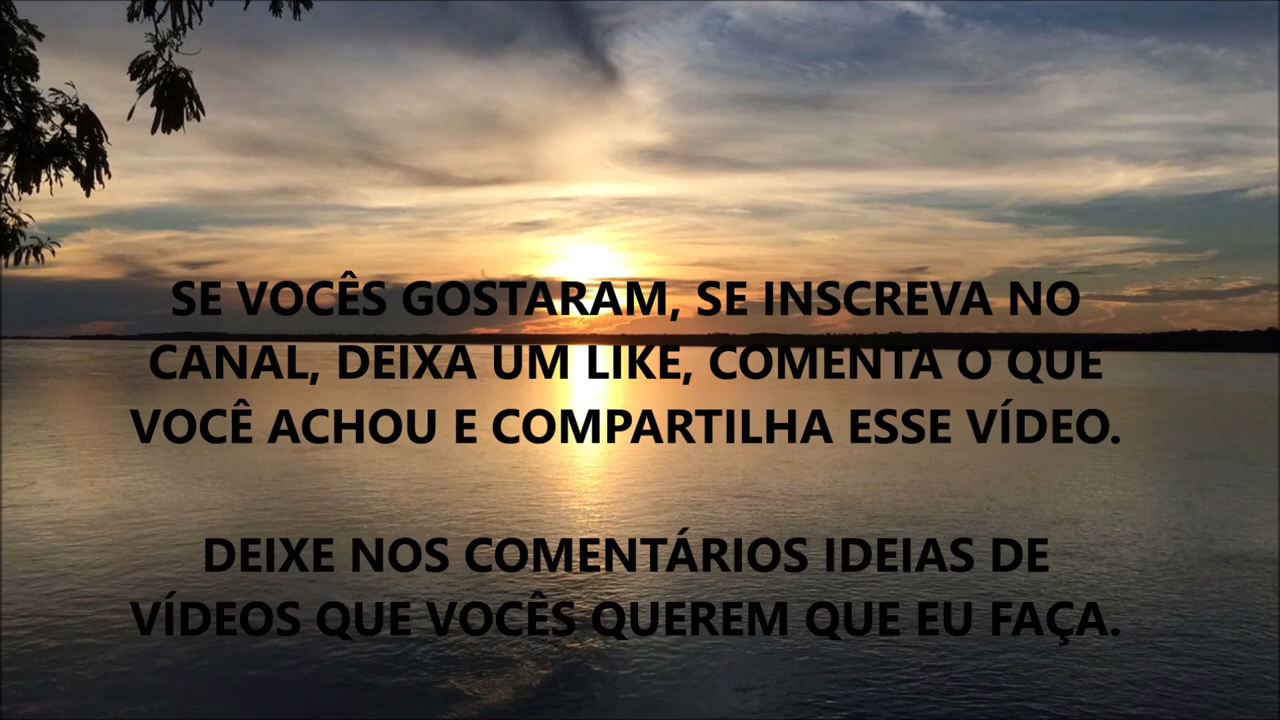 SE VOCÊS GOSTARAM, SE INSCREVA NO
CANAL, DEIXA UM LIKE, COMENTA O QUE
VOCÊ ACHOU E COMPARTILHA ESSE VÍDEO.
DEIXE NOS COMENTÁRIOS IDEIAS DE
VÍDEOS QUE VOCÊS QUEREM QUE EU FAÇA.